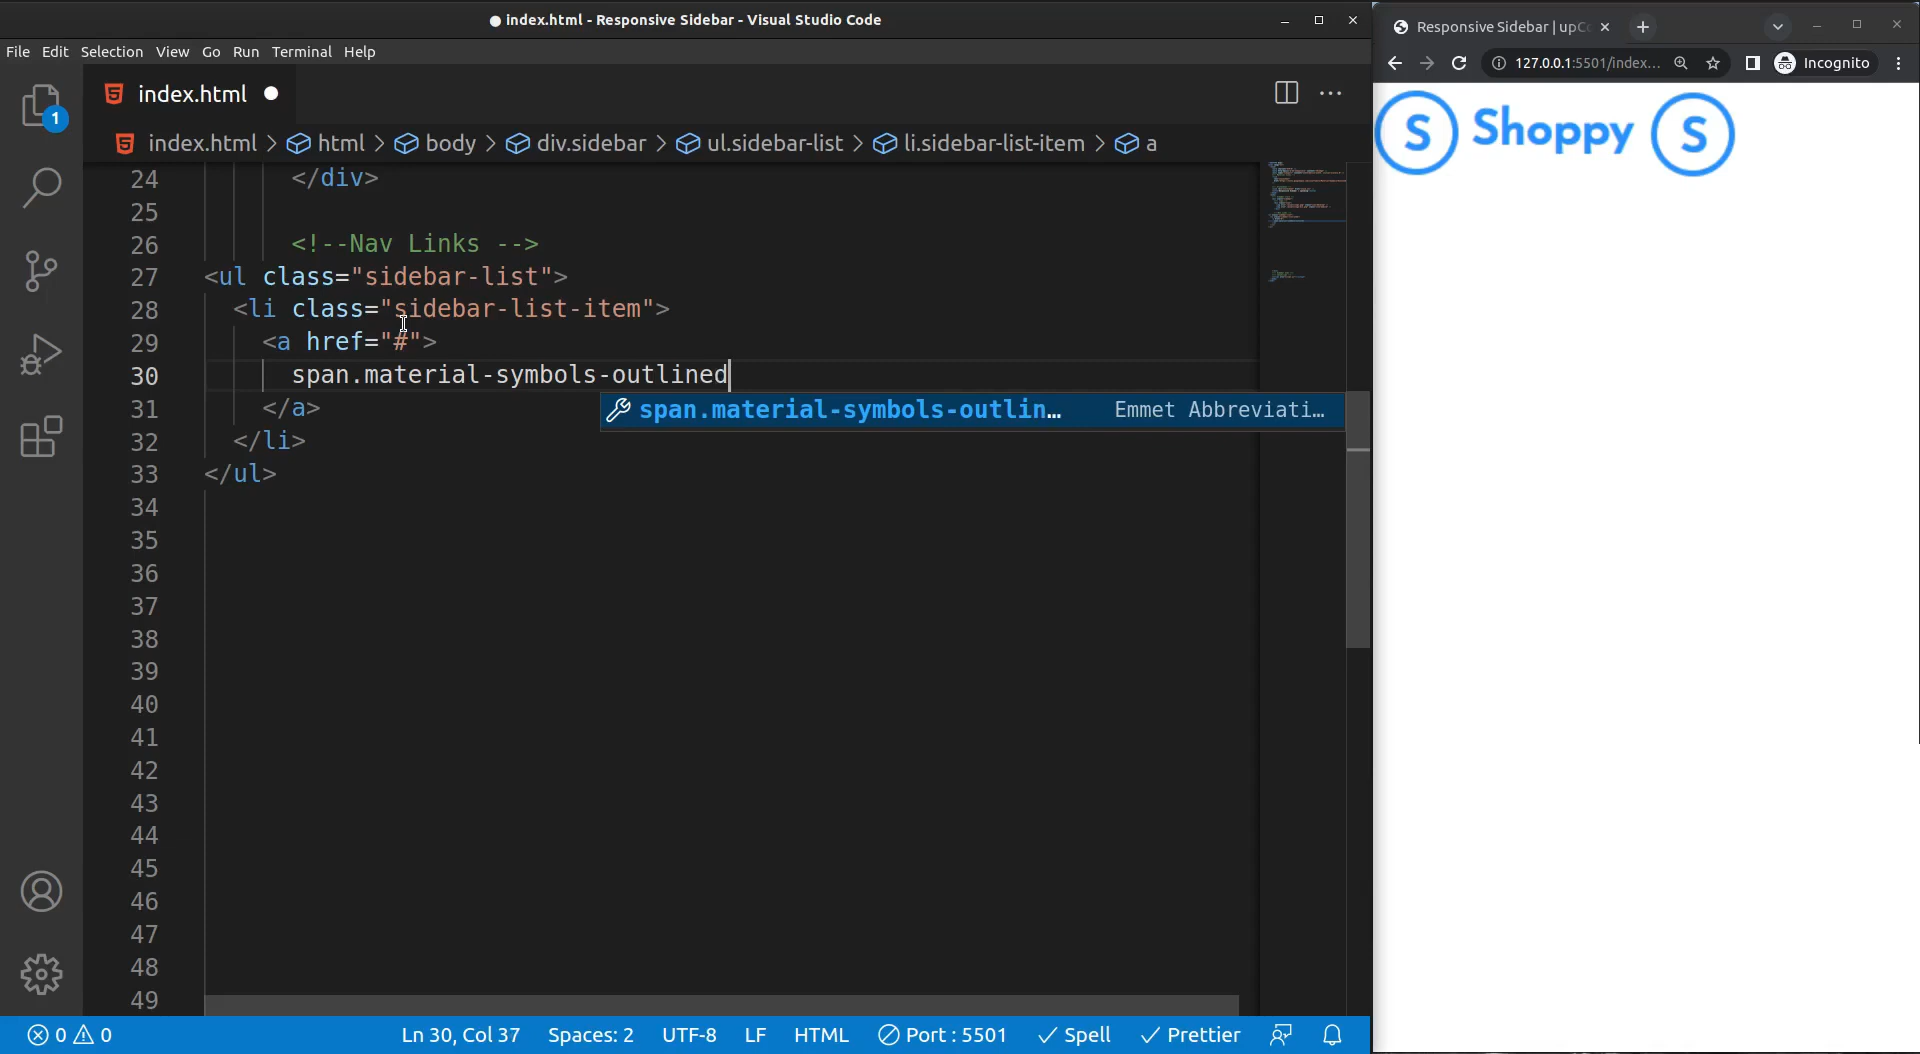 index.html - Responsive Sidebar - Visual Studio Code
File Edit Selection View Go Run Terminal Help
1
index.html
index.html > html > body > div.sidebar > ul.sidebar-list > li.sidebar-list-item > a
24 </div>
25
26 <!--Nav Links -->
27 <ul class="sidebar-list">
28 <li class="sidebar-list-item">
29 <a href="#">
30 span.material-symbols-outlined
span.material-symbols-outlin… Emmet Abbreviati…
31 </a>
32 </li>
33 </ul>
34
35
36
37
38
39
40
41
42
43
44
45
46
47
48
49
0 0 Ln 30, Col 37 Spaces: 2 UTF-8 LF HTML Port : 5501 Spell Prettier
Responsive Sidebar | upCo
127.0.0.1:5501/index… Incognito
S Shoppy S